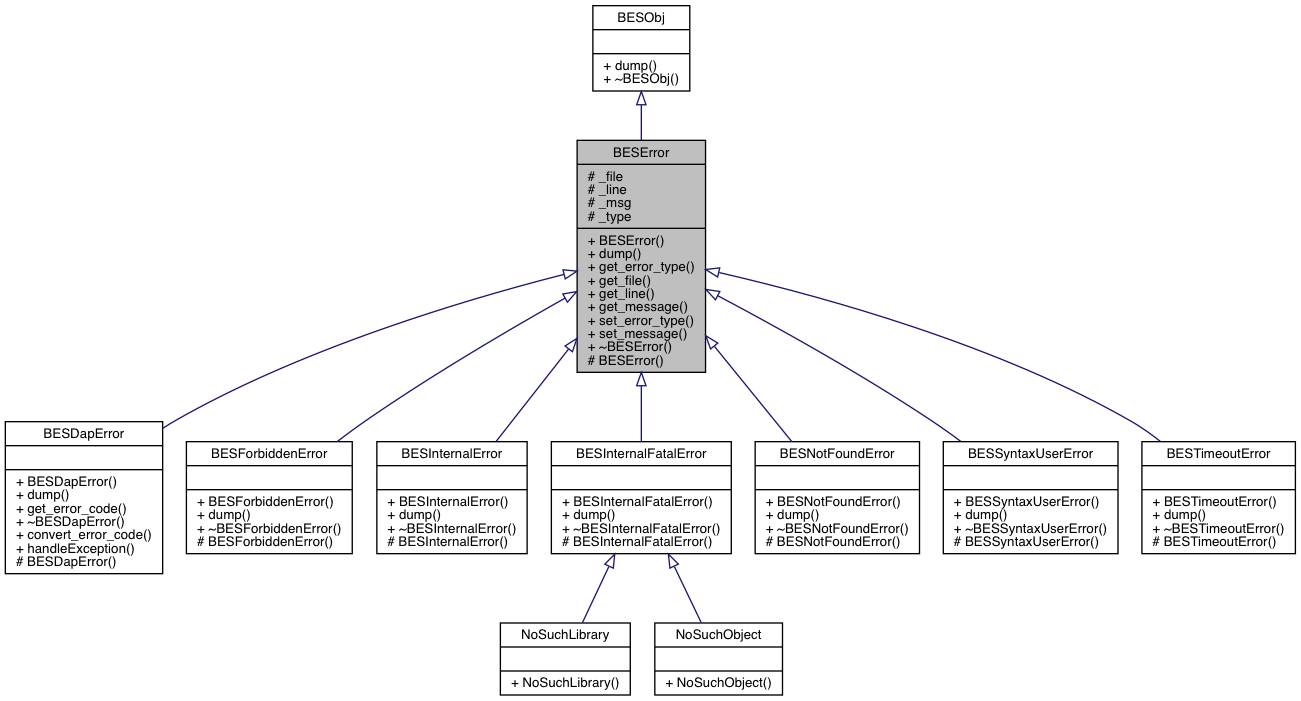 BESObj
+ dump()
+ ~BESObj()
BESError
# _file
# _line
# _msg
# _type
+ BESError()
+ dump()
+ get_error_type()
+ get_file()
+ get_line()
+ get_message()
+ set_error_type()
+ set_message()
+ ~BESError()
# BESError()
BESDapError
+ BESDapError()
+ dump()
+ get_error_code()
+ ~BESDapError()
+ convert_error_code()
+ handleException()
# BESDapError()
BESForbiddenError
+ BESForbiddenError()
+ dump()
+ ~BESForbiddenError()
# BESForbiddenError()
BESInternalError
+ BESInternalError()
+ dump()
+ ~BESInternalError()
# BESInternalError()
BESInternalFatalError
+ BESInternalFatalError()
+ dump()
+ ~BESInternalFatalError()
# BESInternalFatalError()
BESNotFoundError
+ BESNotFoundError()
+ dump()
+ ~BESNotFoundError()
# BESNotFoundError()
BESSyntaxUserError
+ BESSyntaxUserError()
+ dump()
+ ~BESSyntaxUserError()
# BESSyntaxUserError()
BESTimeoutError
+ BESTimeoutError()
+ dump()
+ ~BESTimeoutError()
# BESTimeoutError()
NoSuchLibrary
+ NoSuchLibrary()
NoSuchObject
+ NoSuchObject()